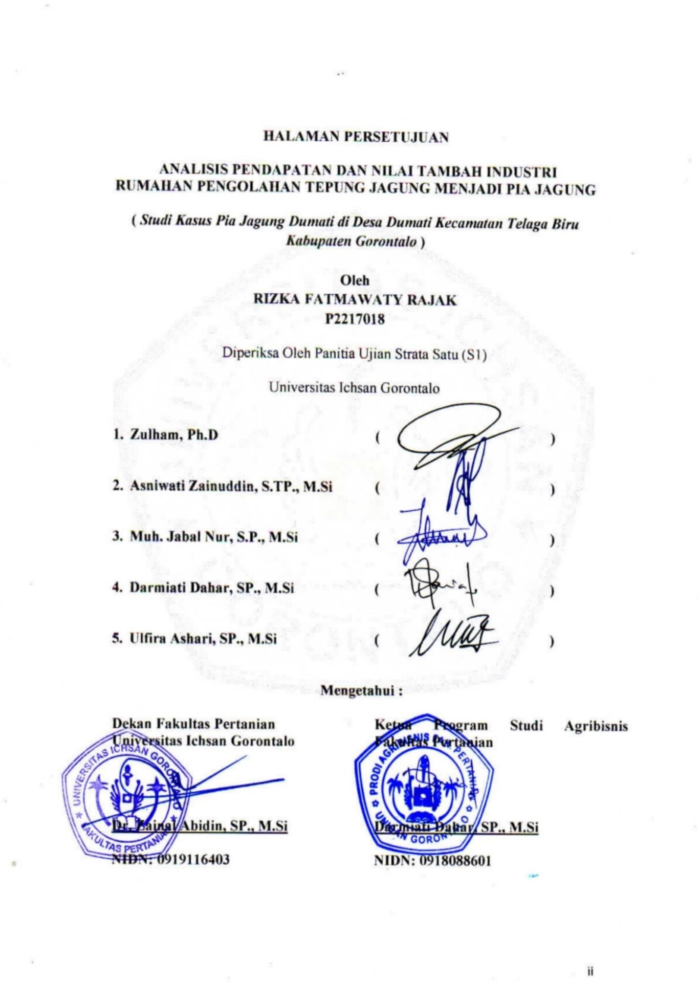 HALAMAN PERSETUJUAN
ANALISIS PENDAPATAN DAN NILAI TAMBAH INDUSTRI
RUMAHAN PENGOLAHAN TEPUNG JAGUNG MENJADI PIA JAGUNG
( Studi Kasus Pia Jagung Dumati di Desa Dumati Kecamatan Telaga Biru
Kabupaten Gorontalo )
Oleh
RIZKA FATMAWATY RAJAK
P2217018
Diperiksa Oleh Panitia Ujian Strata Satu (S1)
Universitas Ichsan Gorontalo
1. Zulham, Ph.D ( )
2. Asniwati Zainuddin, S.TP., M.Si ( )
3. Muh. Jabal Nur, S.P., M.Si ( )
4. Darmiati Dahar, SP., M.Si ( )
5. Ulfira Ashari, SP., M.Si ( )
Mengetahui :
Dekan Fakultas Pertanian
Universitas Ichsan Gorontalo
UNIVERSITAS ICHSAN GORONTALO
FAKULTAS PERTANIAN
Dr. Zainal Abidin, SP., M.Si
NIDN: 0919116403
Ketua Program Studi Agribisnis
Fakultas Pertanian
PRODI AGRIBISNIS FAK. PERTANIAN
UNISAN GORONTALO
Darmiati Dahar, SP., M.Si
NIDN: 0918088601
ii